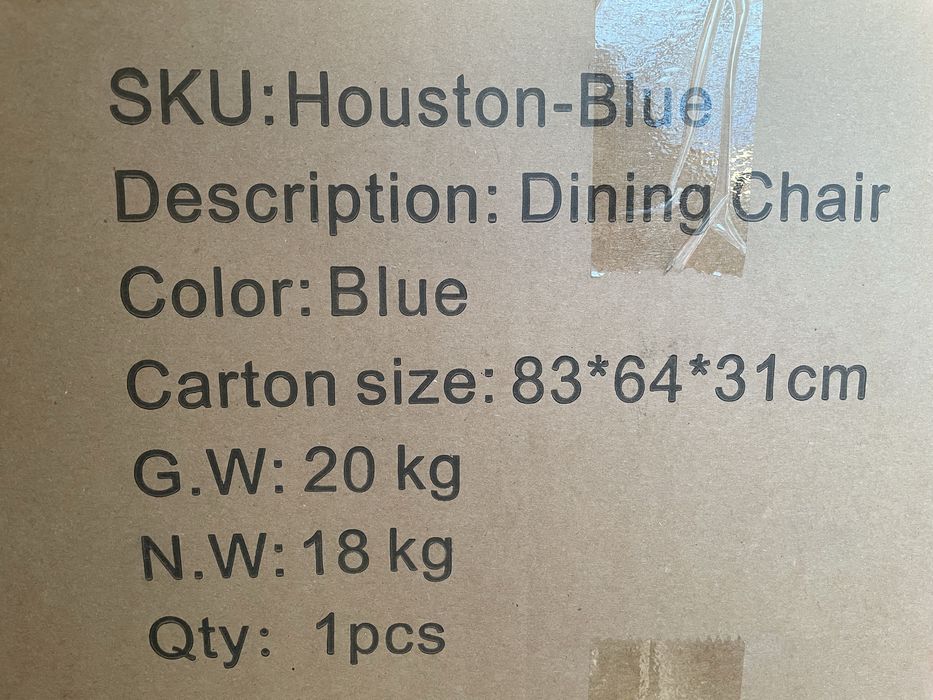 SKU:Houston-Blue
Description: Dining Chair
Color: Blue
Carton size: 83*64*31cm
G.W: 20 kg
N.W: 18 kg
Qty: 1pcs